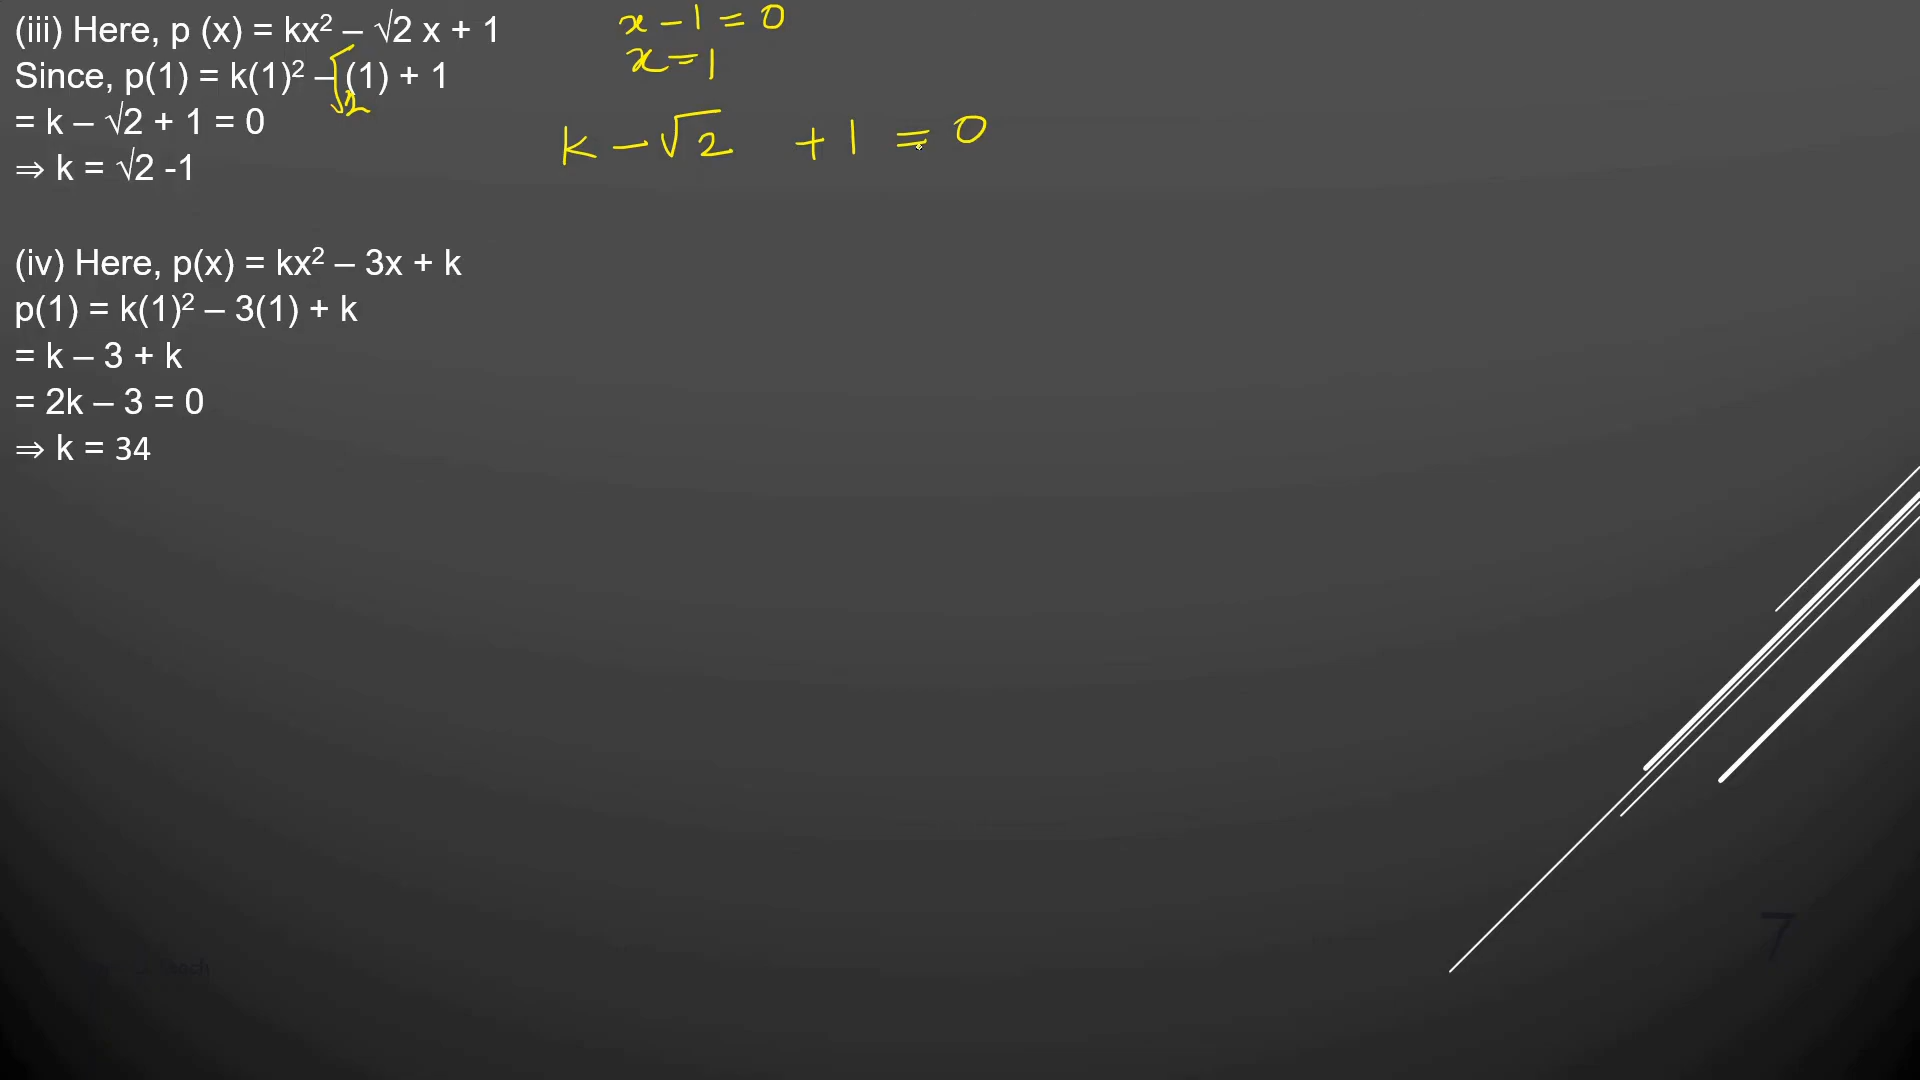 (iii) Here, p (x) = kx² – √2 x + 1
Since, p(1) = k(1)² – √2 (1) + 1
= k – √2 + 1 = 0
⇒ k = √2 -1
(iv) Here, p(x) = kx² – 3x + k
p(1) = k(1)² – 3(1) + k
= k – 3 + k
= 2k – 3 = 0
⇒ k = 34
x – 1 = 0
x = 1
k – √2 + 1 = 0
7